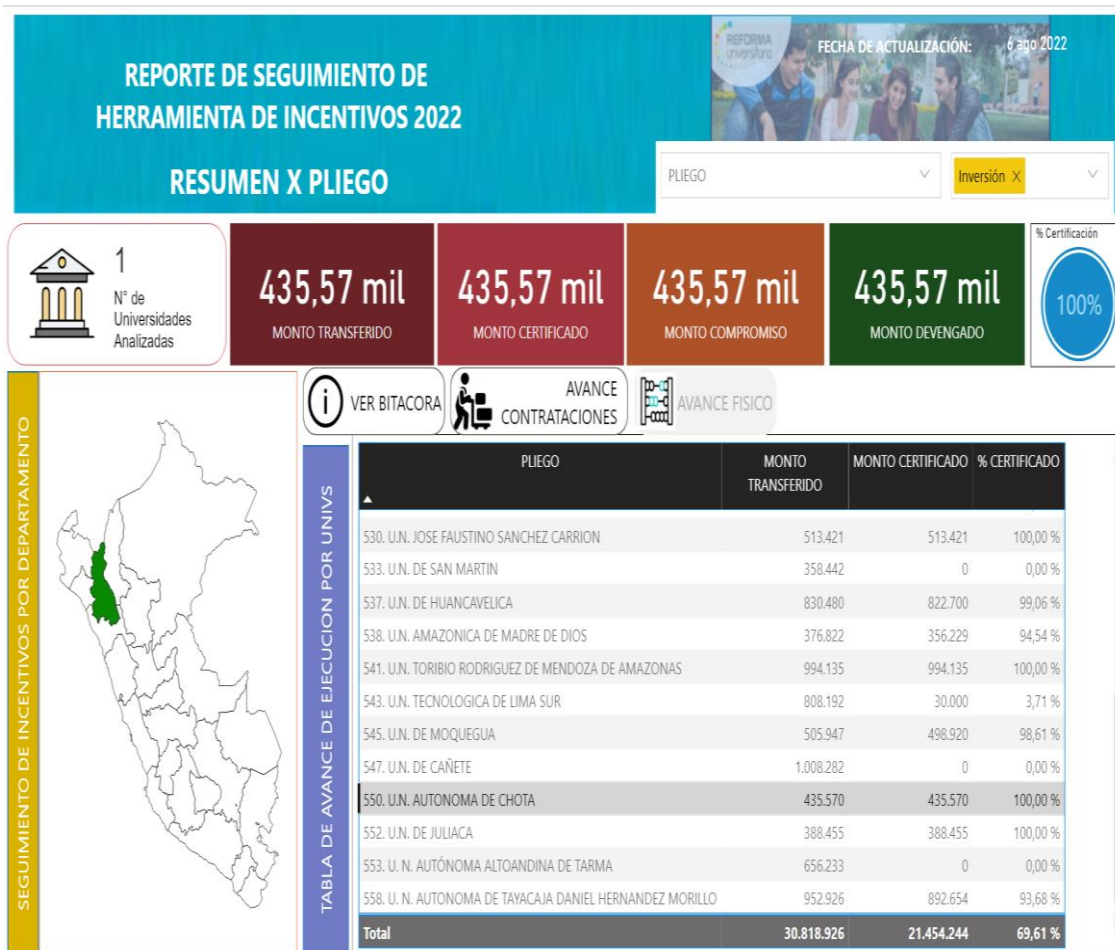 REPORTE DE SEGUIMIENTO DE
HERRAMIENTA DE INCENTIVOS 2022
RESUMEN X PLIEGO
REFORMA
universitaria
FECHA DE ACTUALIZACIÓN: 6 ago 2022
PLIEGO
Inversión X
1
N° de
Universidades
Analizadas
435,57 mil
MONTO TRANSFERIDO
435,57 mil
MONTO CERTIFICADO
435,57 mil
MONTO COMPROMISO
435,57 mil
MONTO DEVENGADO
% Certificación
100%
SEGUIMIENTO DE INCENTIVOS POR DEPARTAMENTO
i VER BITACORA
AVANCE
CONTRATACIONES
AVANCE FISICO
TABLA DE AVANCE DE EJECUCION POR UNIVS
PLIEGO MONTO TRANSFERIDO MONTO CERTIFICADO % CERTIFICADO
530. U.N. JOSE FAUSTINO SANCHEZ CARRION 513.421 513.421 100,00 %
533. U.N. DE SAN MARTIN 358.442 0 0,00 %
537. U.N. DE HUANCAVELICA 830.480 822.700 99,06 %
538. U.N. AMAZONICA DE MADRE DE DIOS 376.822 356.229 94,54 %
541. U.N. TORIBIO RODRIGUEZ DE MENDOZA DE AMAZONAS 994.135 994.135 100,00 %
543. U.N. TECNOLOGICA DE LIMA SUR 808.192 30.000 3,71 %
545. U.N. DE MOQUEGUA 505.947 498.920 98,61 %
547. U.N. DE CAÑETE 1.008.282 0 0,00 %
550. U.N. AUTONOMA DE CHOTA 435.570 435.570 100,00 %
552. U.N. DE JULIACA 388.455 388.455 100,00 %
553. U. N. AUTÓNOMA ALTOANDINA DE TARMA 656.233 0 0,00 %
558. U. N. AUTONOMA DE TAYACAJA DANIEL HERNANDEZ MORILLO 952.926 892.654 93,68 %
Total 30.818.926 21.454.244 69,61 %